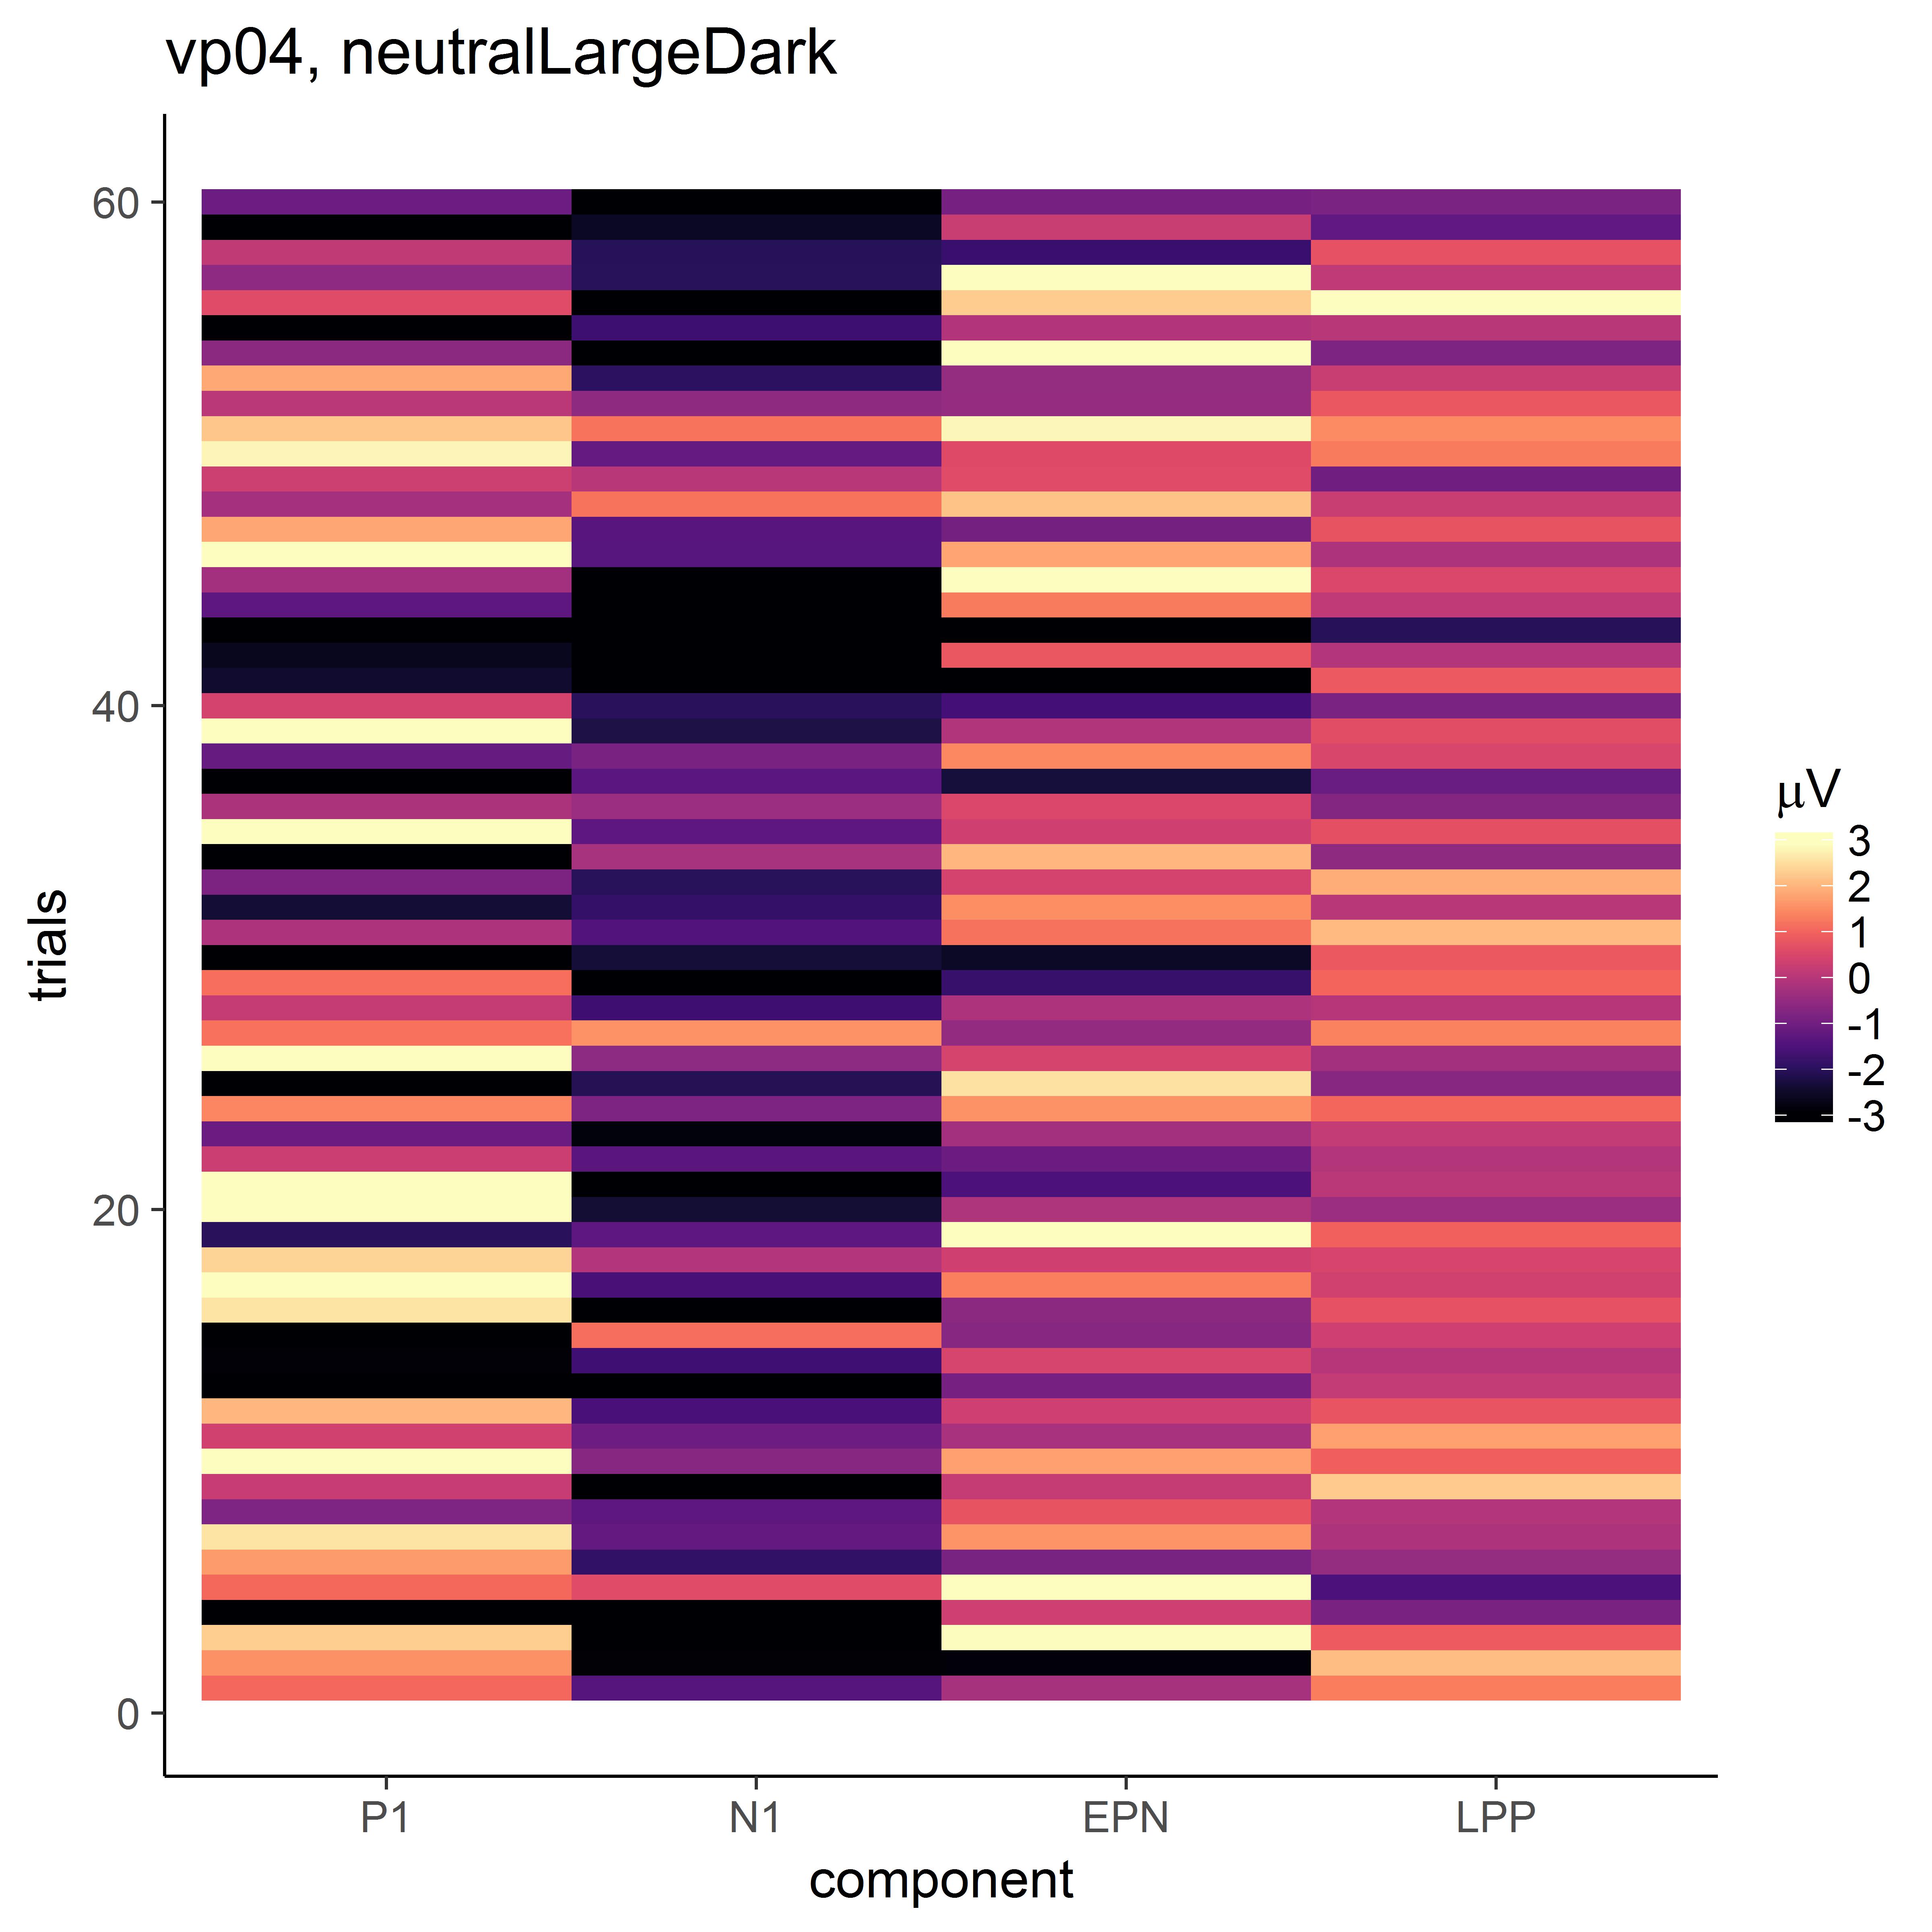 vp04, neutralLargeDark
60
40
20
0
trials
P1 N1 EPN LPP
component
μV
3
2
1
0
-1
-2
-3